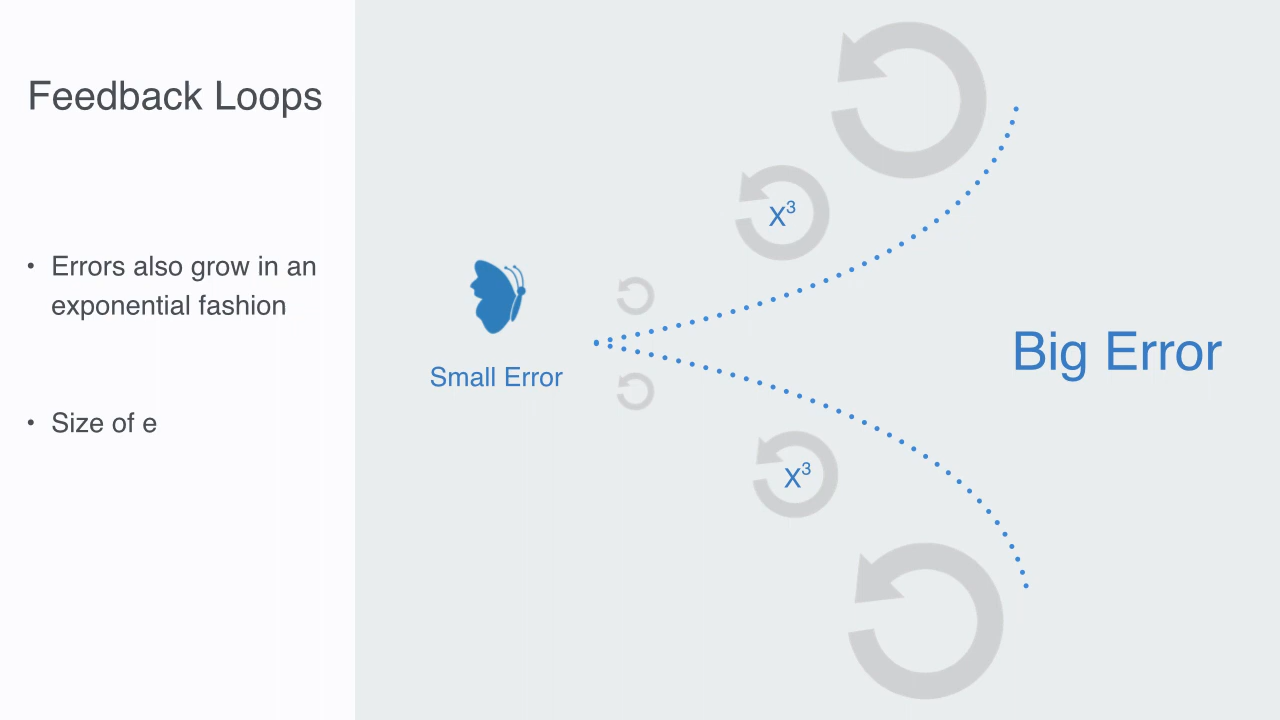 Feedback Loops
• Errors also grow in an
exponential fashion
• Size of e
X³
Small Error
Big Error
X³